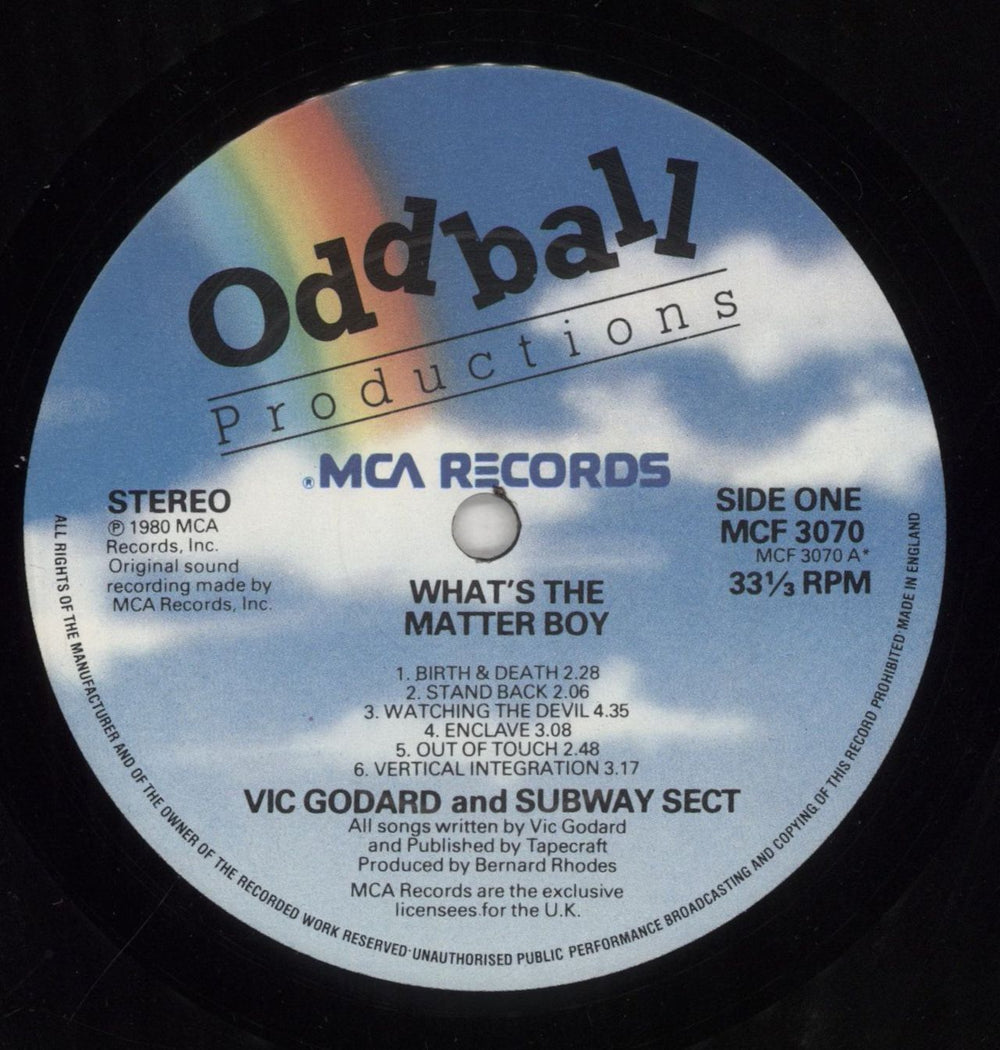 Oddball
Productions
®MCA RECORDS
STEREO
℗ 1980 MCA
Records, Inc.
Original sound
recording made by
MCA Records, Inc.
SIDE ONE
MCF 3070
MCF 3070 A*
33⅓ RPM
WHAT'S THE
MATTER BOY
1. BIRTH & DEATH 2.28
2. STAND BACK 2.06
3. WATCHING THE DEVIL 4.35
4. ENCLAVE 3.08
5. OUT OF TOUCH 2.48
6. VERTICAL INTEGRATION 3.17
VIC GODARD and SUBWAY SECT
All songs written by Vic Godard
and Published by Tapecraft
Produced by Bernard Rhodes
MCA Records are the exclusive
licensees for the U.K.
ALL RIGHTS OF THE MANUFACTURER AND OF THE OWNER OF THE RECORDED WORK RESERVED·UNAUTHORISED PUBLIC PERFORMANCE BROADCASTING AND COPYING OF THIS RECORD PROHIBITED·MADE IN ENGLAND